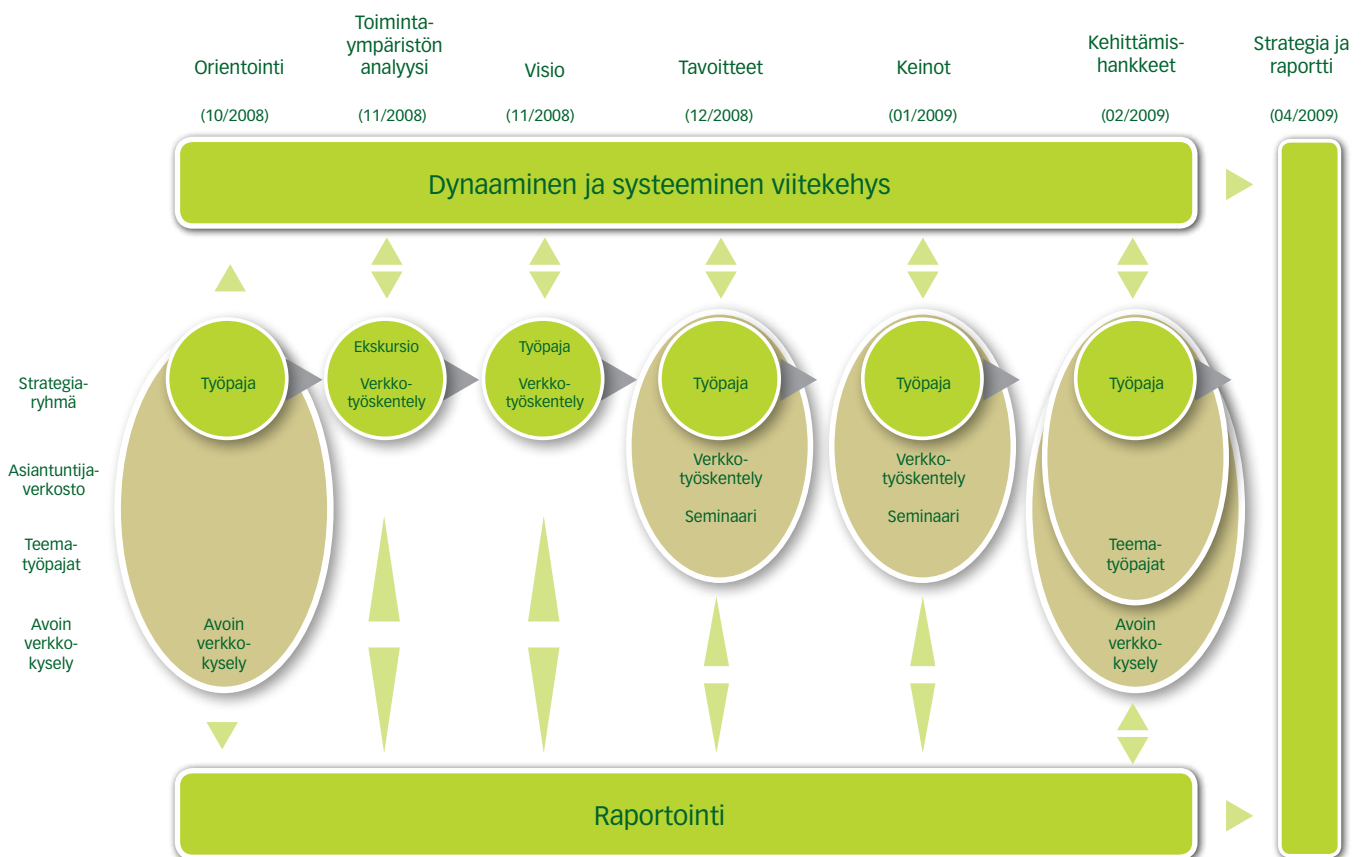 Orientointi
(10/2008)
Toiminta-
ympäristön
analyysi
(11/2008)
Visio
(11/2008)
Tavoitteet
(12/2008)
Keinot
(01/2009)
Kehittämis-
hankkeet
(02/2009)
Strategia ja
raportti
(04/2009)
Dynaaminen ja systeeminen viitekehys
Strategia-
ryhmä
Työpaja
Ekskursio
Verkko-
työskentely
Työpaja
Verkko-
työskentely
Työpaja
Työpaja
Työpaja
Asiantuntija-
verkosto
Verkko-
työskentely
Seminaari
Verkko-
työskentely
Seminaari
Teema-
työpajat
Teema-
työpajat
Avoin
verkko-
kysely
Avoin
verkko-
kysely
Avoin
verkko-
kysely
Raportointi